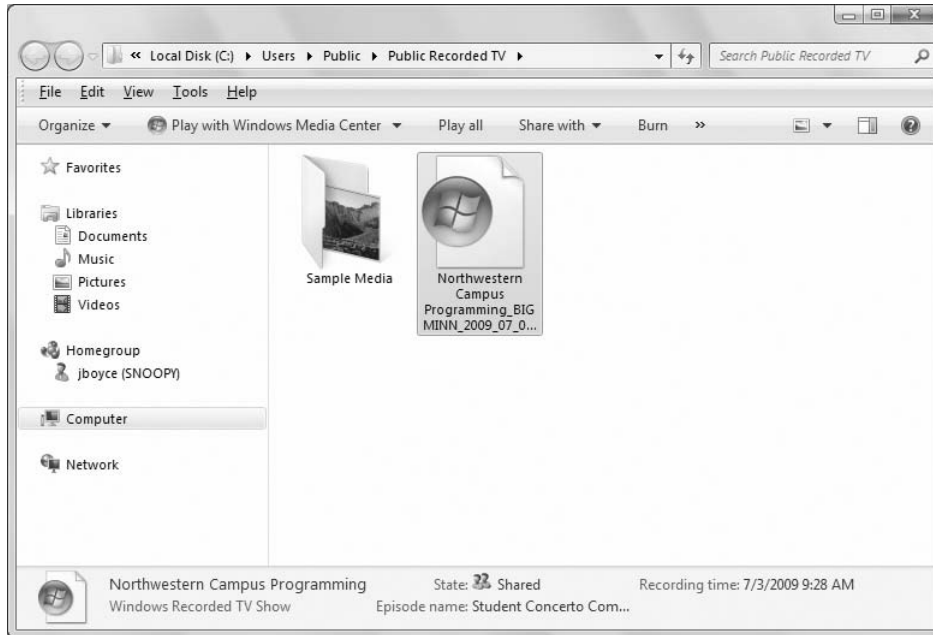 « Local Disk (C:) Users Public Public Recorded TV Search Public Recorded TV
File Edit View Tools Help
Organize Play with Windows Media Center Play all Share with Burn »
Favorites
Libraries
Documents
Music
Pictures
Videos
Homegroup
jboyce (SNOOPY)
Computer
Network
Sample Media
Northwestern
Campus
Programming_BIG
MINN_2009_07_0...
Northwestern Campus Programming State: Shared Recording time: 7/3/2009 9:28 AM
Windows Recorded TV Show Episode name: Student Concerto Com...